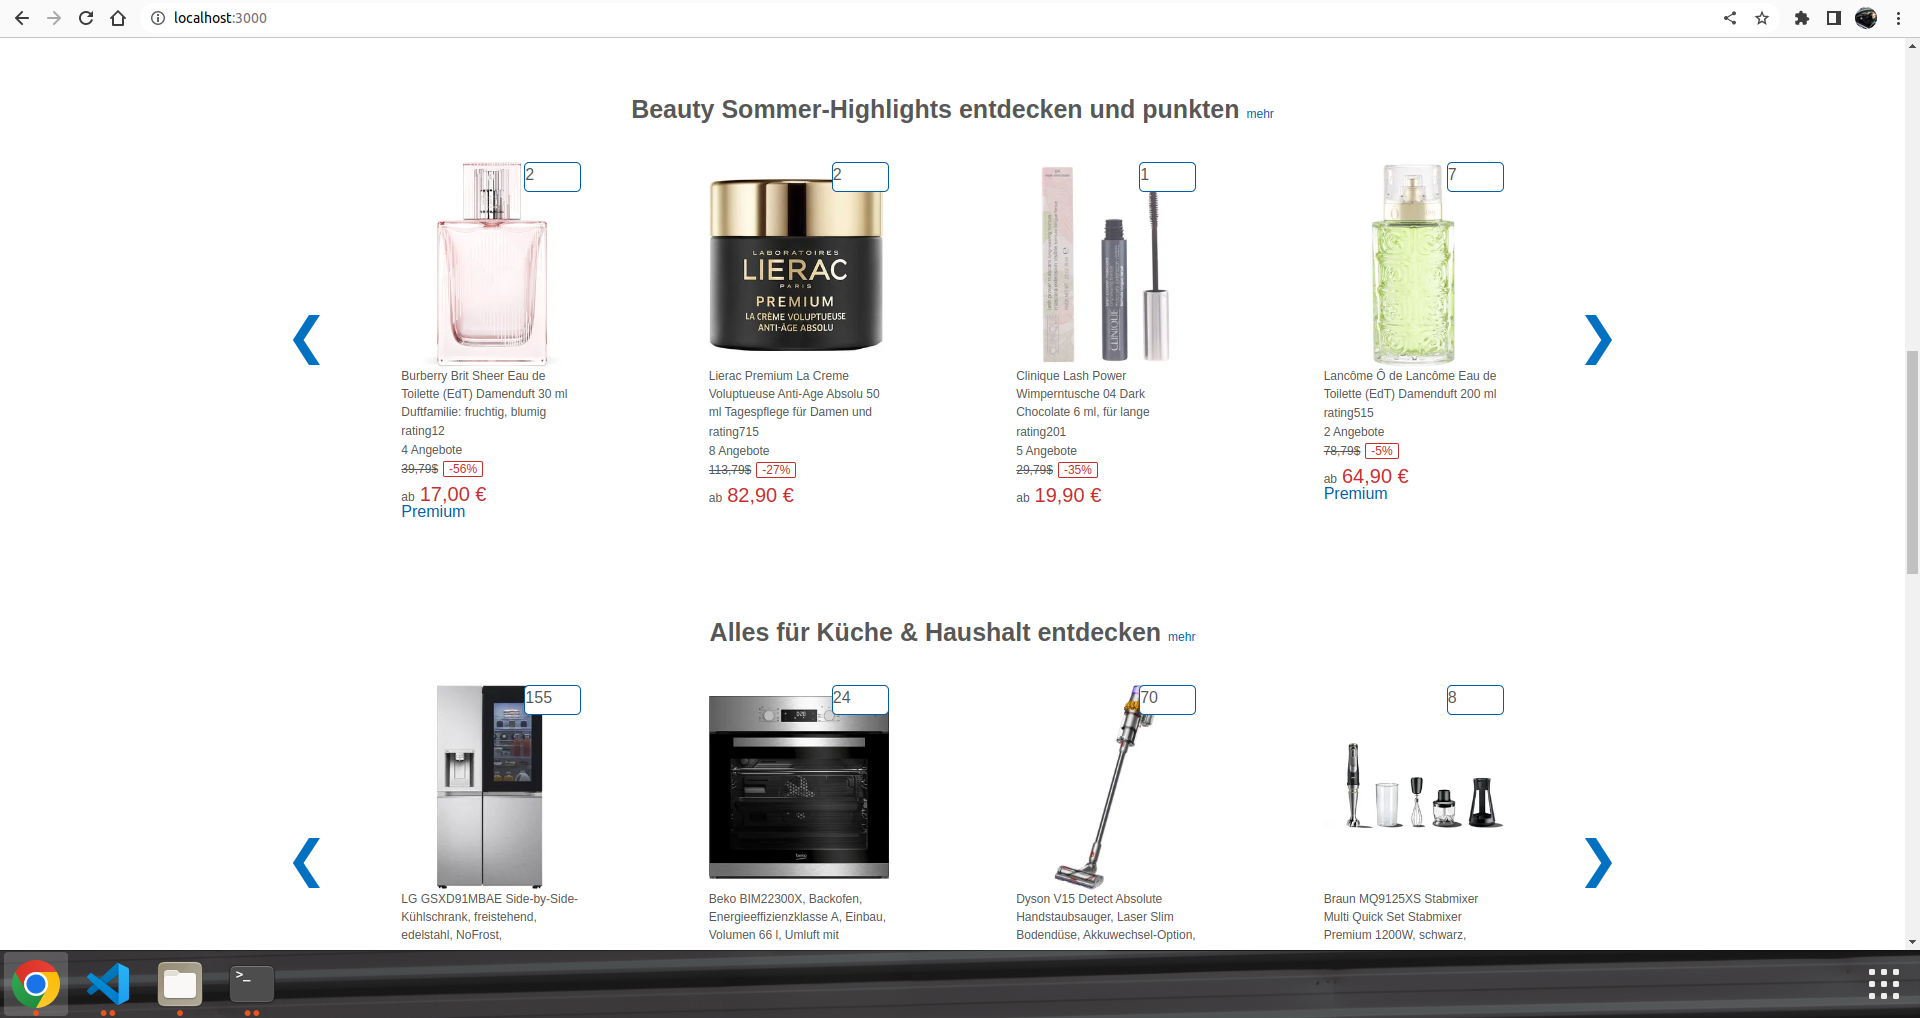 localhost:3000
Beauty Sommer-Highlights entdecken und punkten mehr
2
2
1
7
LABORATOIRES
LIERAC
PARIS
PREMIUM
LA CRÈME VOLUPTUEUSE
ANTI-ÂGE ABSOLU
CLINIQUE
Burberry Brit Sheer Eau de
Toilette (EdT) Damenduft 30 ml
Duftfamilie: fruchtig, blumig
rating12
4 Angebote
39,79$ -56%
ab 17,00 €
Premium
Lierac Premium La Creme
Voluptueuse Anti-Age Absolu 50
ml Tagespflege für Damen und
rating715
8 Angebote
113,79$ -27%
ab 82,90 €
Clinique Lash Power
Wimperntusche 04 Dark
Chocolate 6 ml, für lange
rating201
5 Angebote
29,79$ -35%
ab 19,90 €
Lancôme Ô de Lancôme Eau de
Toilette (EdT) Damenduft 200 ml
rating515
2 Angebote
78,79$ -5%
ab 64,90 €
Premium
Alles für Küche & Haushalt entdecken mehr
155
24
70
8
LG GSXD91MBAE Side-by-Side-
Kühlschrank, freistehend,
edelstahl, NoFrost,
Beko BIM22300X, Backofen,
Energieeffizienzklasse A, Einbau,
Volumen 66 l, Umluft mit
Dyson V15 Detect Absolute
Handstaubsauger, Laser Slim
Bodendüse, Akkuwechsel-Option,
Braun MQ9125XS Stabmixer
Multi Quick Set Stabmixer
Premium 1200W, schwarz,